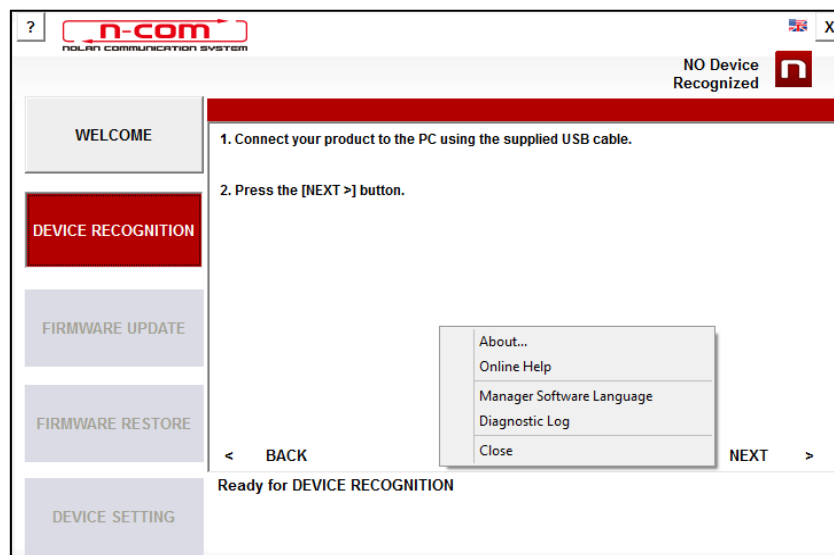 ?
n-com
NOLAN COMMUNICATION SYSTEM
X
NO Device
Recognized
n
WELCOME
DEVICE RECOGNITION
FIRMWARE UPDATE
FIRMWARE RESTORE
DEVICE SETTING
1. Connect your product to the PC using the supplied USB cable.
2. Press the [NEXT >] button.
About...
Online Help
Manager Software Language
Diagnostic Log
Close
< BACK
NEXT >
Ready for DEVICE RECOGNITION